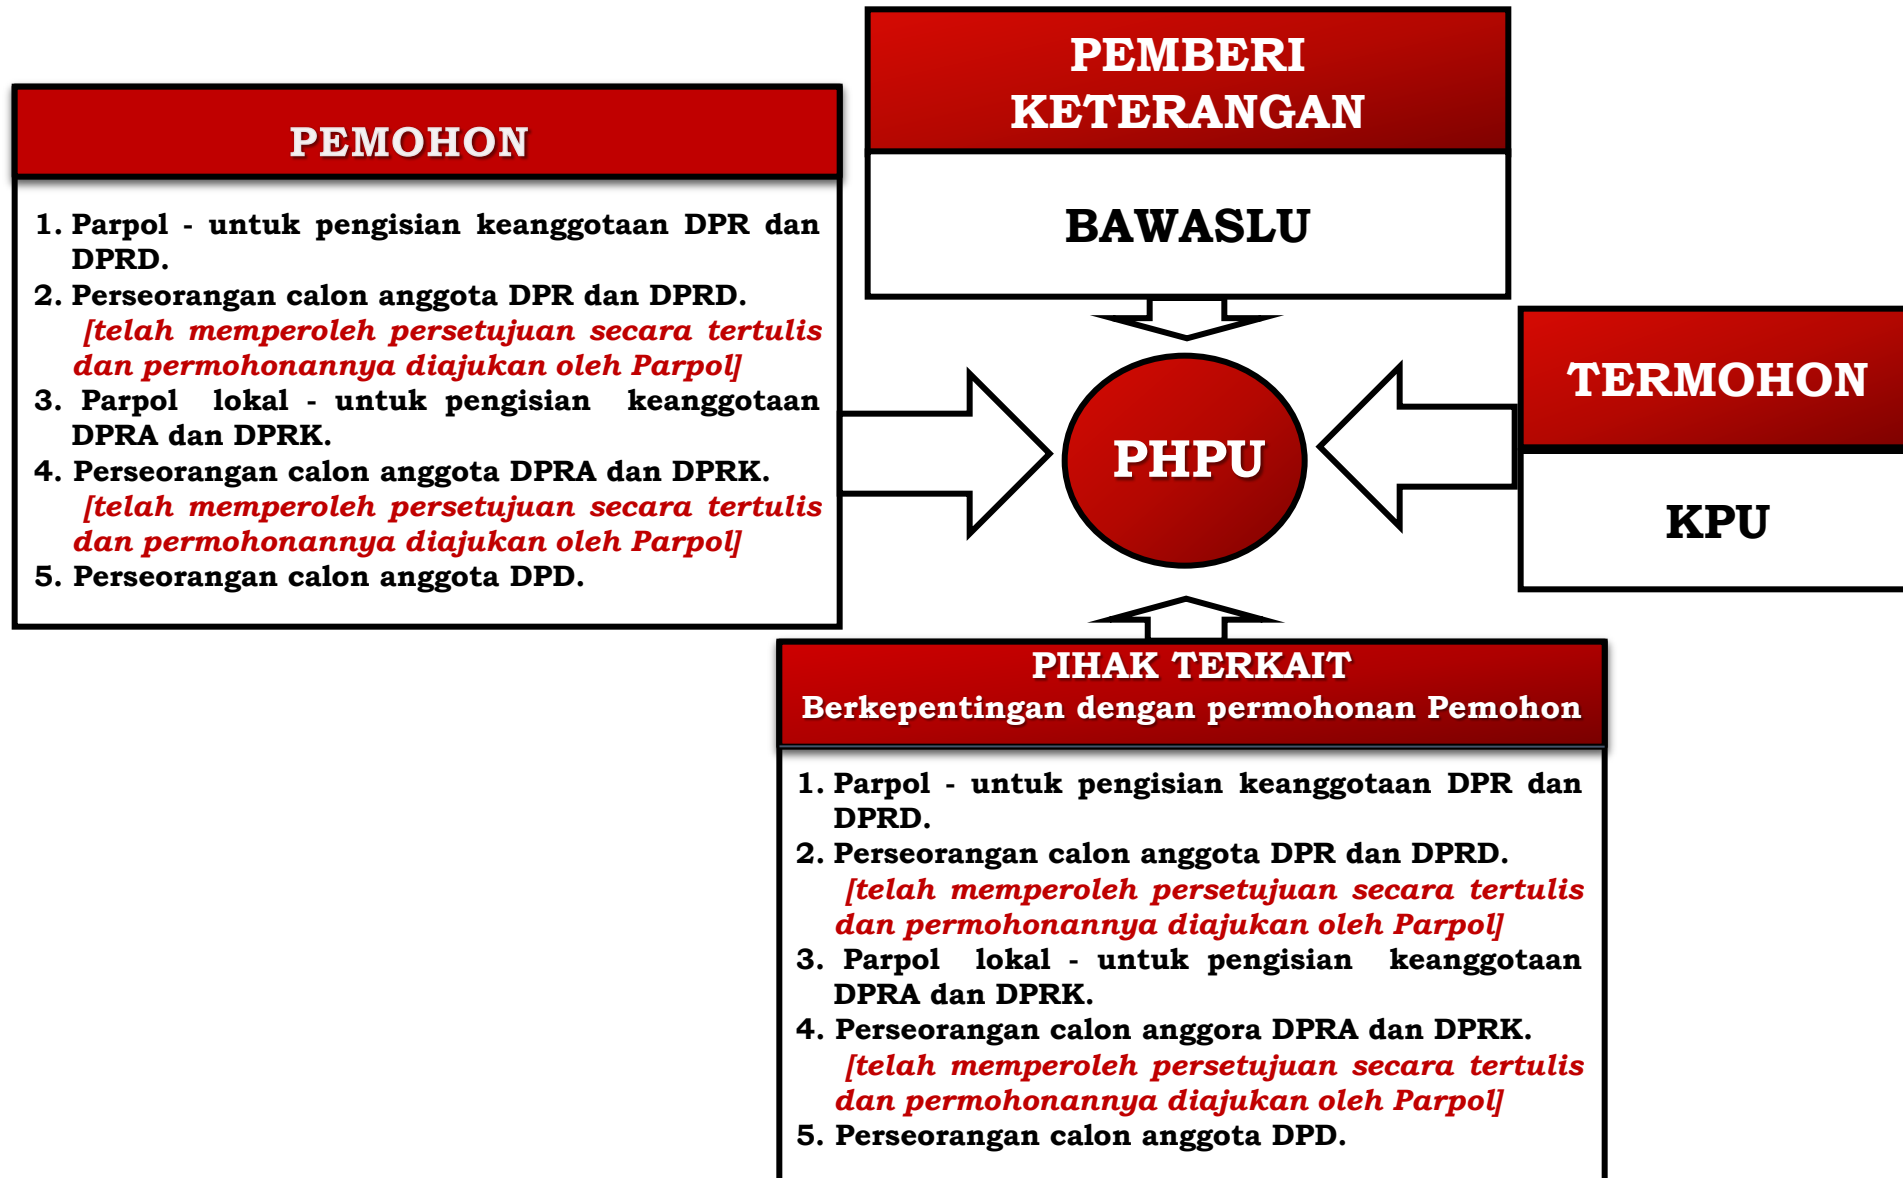 PEMBERI
KETERANGAN
BAWASLU
PEMOHON
1. Parpol - untuk pengisian keanggotaan DPR dan
DPRD.
2. Perseorangan calon anggota DPR dan DPRD.
[telah memperoleh persetujuan secara tertulis
dan permohonannya diajukan oleh Parpol]
3. Parpol lokal - untuk pengisian keanggotaan
DPRA dan DPRK.
4. Perseorangan calon anggota DPRA dan DPRK.
[telah memperoleh persetujuan secara tertulis
dan permohonannya diajukan oleh Parpol]
5. Perseorangan calon anggota DPD.
PHPU
TERMOHON
KPU
PIHAK TERKAIT
Berkepentingan dengan permohonan Pemohon
1. Parpol - untuk pengisian keanggotaan DPR dan
DPRD.
2. Perseorangan calon anggota DPR dan DPRD.
[telah memperoleh persetujuan secara tertulis
dan permohonannya diajukan oleh Parpol]
3. Parpol lokal - untuk pengisian keanggotaan
DPRA dan DPRK.
4. Perseorangan calon anggora DPRA dan DPRK.
[telah memperoleh persetujuan secara tertulis
dan permohonannya diajukan oleh Parpol]
5. Perseorangan calon anggota DPD.